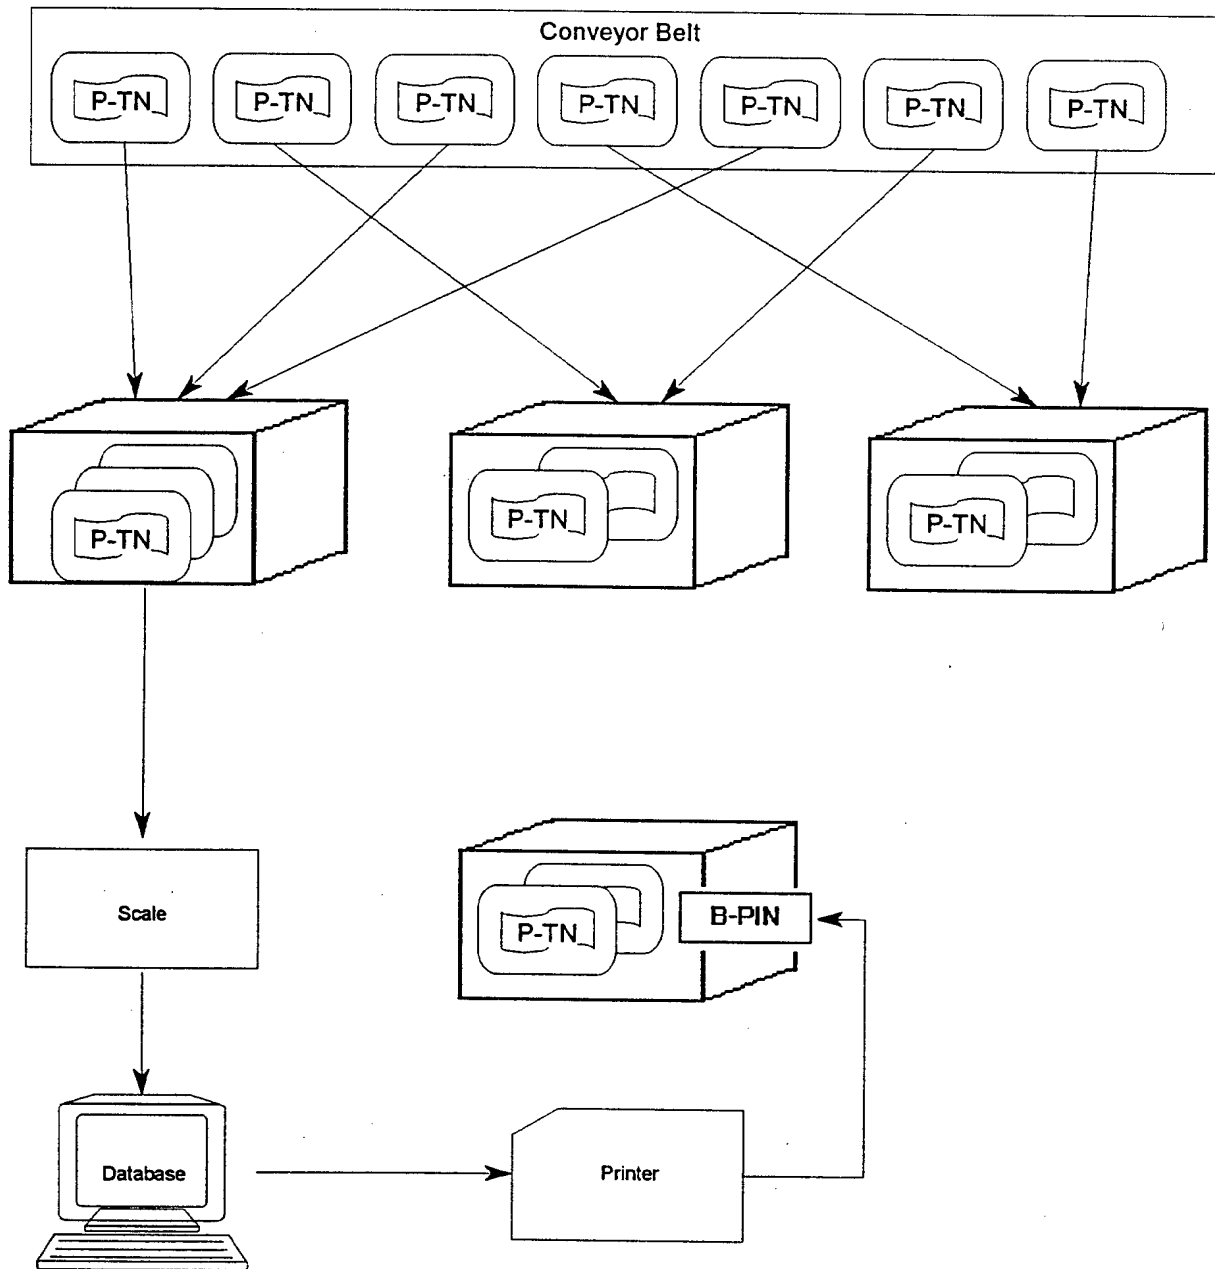 Conveyor Belt
P-TN P-TN P-TN P-TN P-TN P-TN P-TN
P-TN P-TN P-TN
Scale
P-TN B-PIN
Database
Printer